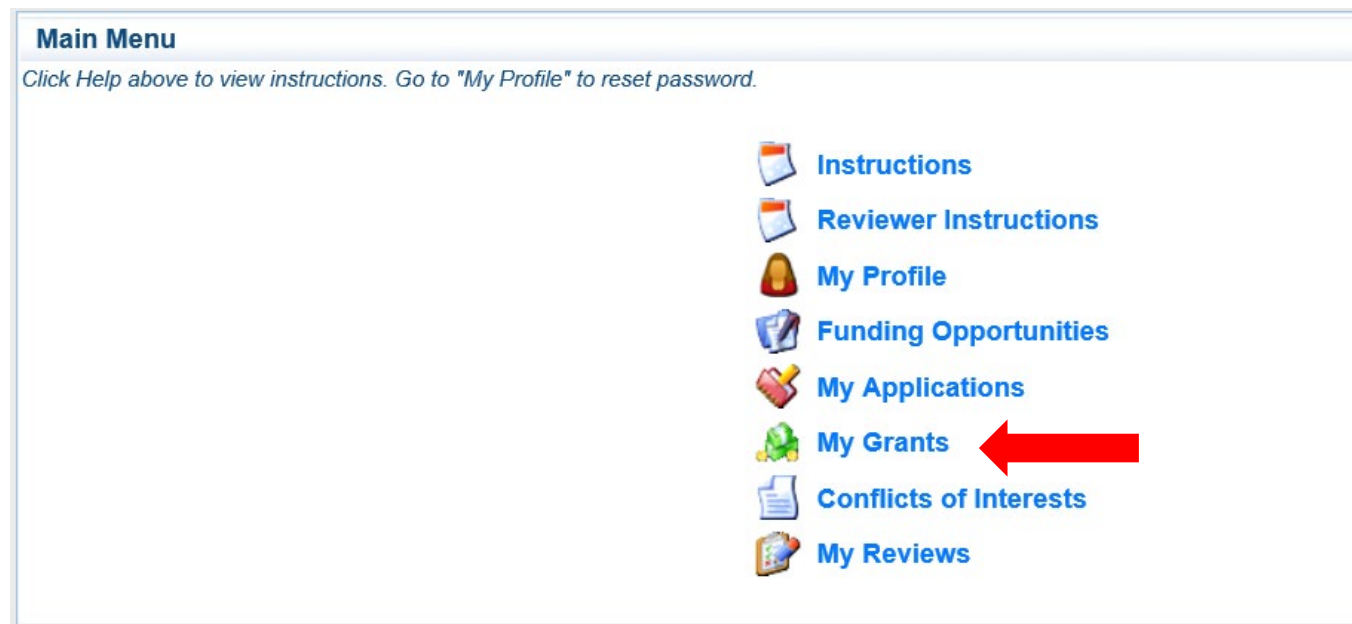 Main Menu
Click Help above to view instructions. Go to "My Profile" to reset password.
Instructions
Reviewer Instructions
My Profile
Funding Opportunities
My Applications
My Grants
Conflicts of Interests
My Reviews